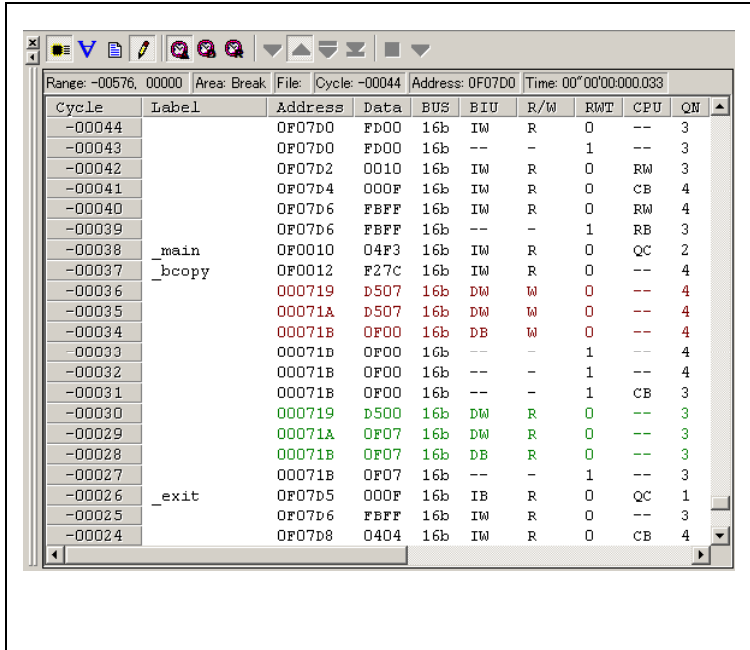 Range: -00576, 00000 Area: Break File: Cycle: -00044 Address: 0F07D0 Time: 00"00'00:000.033
Cycle Label Address Data BUS BIU R/W RWT CPU QN
-00044 0F07D0 FD00 16b IW R 0 -- 3
-00043 0F07D0 FD00 16b -- - 1 -- 3
-00042 0F07D2 0010 16b IW R 0 RW 3
-00041 0F07D4 000F 16b IW R 0 CB 4
-00040 0F07D6 FBFF 16b IW R 0 RW 4
-00039 0F07D6 FBFF 16b -- - 1 RB 3
-00038 _main 0F0010 04F3 16b IW R 0 QC 2
-00037 _bcopy 0F0012 F27C 16b IW R 0 -- 4
-00036 000719 D507 16b DW W 0 -- 4
-00035 00071A D507 16b DW W 0 -- 4
-00034 00071B 0F00 16b DB W 0 -- 4
-00033 00071B 0F00 16b -- - 1 -- 4
-00032 00071B 0F00 16b -- - 1 -- 4
-00031 00071B 0F00 16b -- - 1 CB 3
-00030 000719 D500 16b DW R 0 -- 3
-00029 00071A 0F07 16b DW R 0 -- 3
-00028 00071B 0F07 16b DB R 0 -- 3
-00027 00071B 0F07 16b -- - 1 -- 3
-00026 _exit 0F07D5 000F 16b IB R 0 QC 1
-00025 0F07D6 FBFF 16b IW R 0 -- 3
-00024 0F07D8 0404 16b IW R 0 CB 4